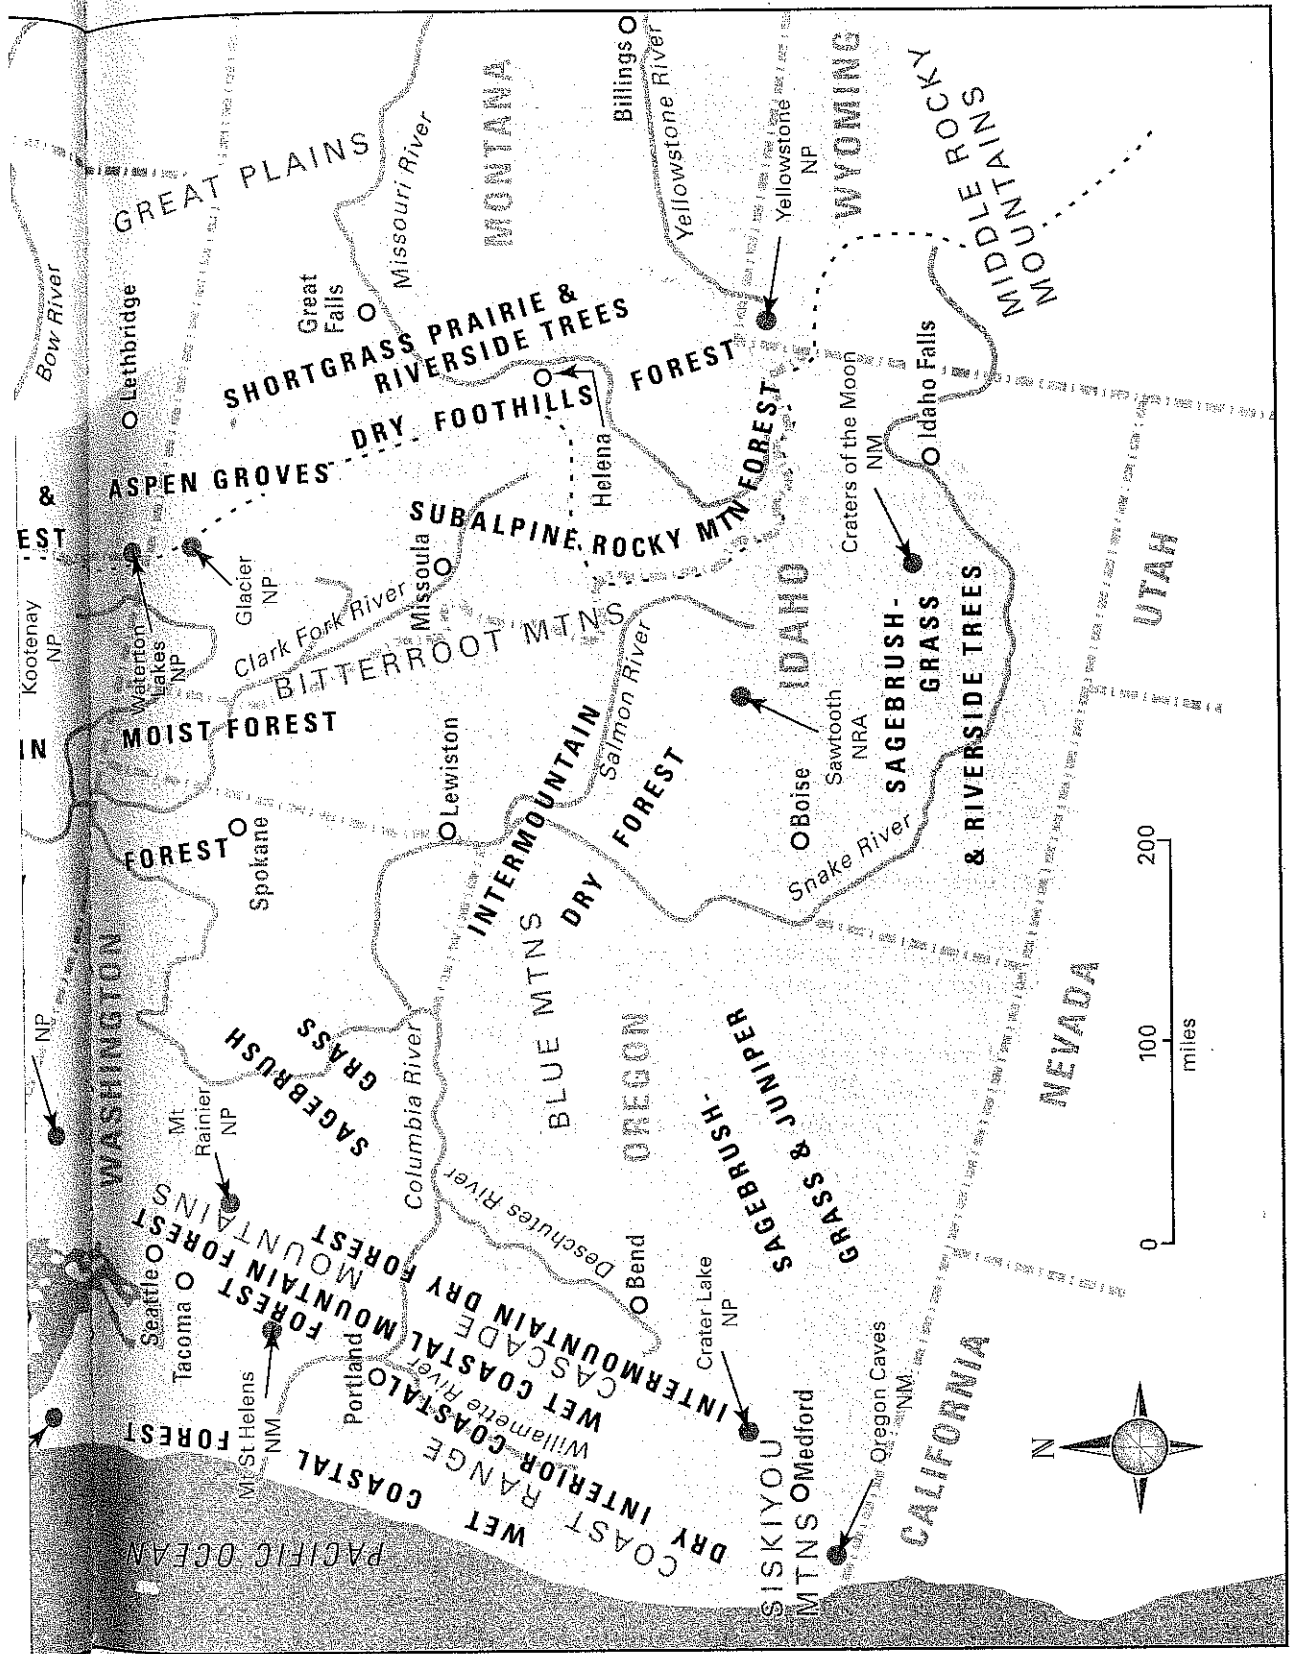 Kootenay
NP
EST
&
IN
NP
Bow River
Lethbridge
Waterton
Lakes
NP
Glacier
NP
ASPEN GROVES
GREAT PLAINS
MOIST FOREST
FOREST
Spokane
WASHINGTON
Seattle
Tacoma
Mt
Rainier
NP
Mt St Helens
NM
PACIFIC OCEAN
WET COASTAL FOREST
COAST RANGE
DRY INTERIOR COASTAL FOREST
Willamette River
WET COASTAL MOUNTAIN FOREST
CASCADE MOUNTAINS
INTERMOUNTAIN DRY FOREST
Portland
SAGEBRUSH
GRASS
Columbia River
Deschutes River
Bend
BLUE MTNS
OREGON
INTERMOUNTAIN
DRY FOREST
Lewiston
Clark Fork River
BITTERROOT MTNS
Missoula
SUBALPINE ROCKY MTN FOREST
DRY FOOTHILLS FOREST
SHORTGRASS PRAIRIE &
RIVERSIDE TREES
Great
Falls
Missouri River
MONTANA
Helena
Billings
Yellowstone River
Yellowstone
NP
WYOMING
MIDDLE ROCKY
MOUNTAINS
Salmon River
IDAHO
Sawtooth
NRA
Boise
Snake River
Craters of the Moon
NM
Idaho Falls
SAGEBRUSH-
GRASS
& RIVERSIDE TREES
SAGEBRUSH-
GRASS & JUNIPER
Crater Lake
NP
SISKIYOU
MTNS
Medford
Oregon Caves
NM
CALIFORNIA
NEVADA
UTAH
N
0 100 200
miles